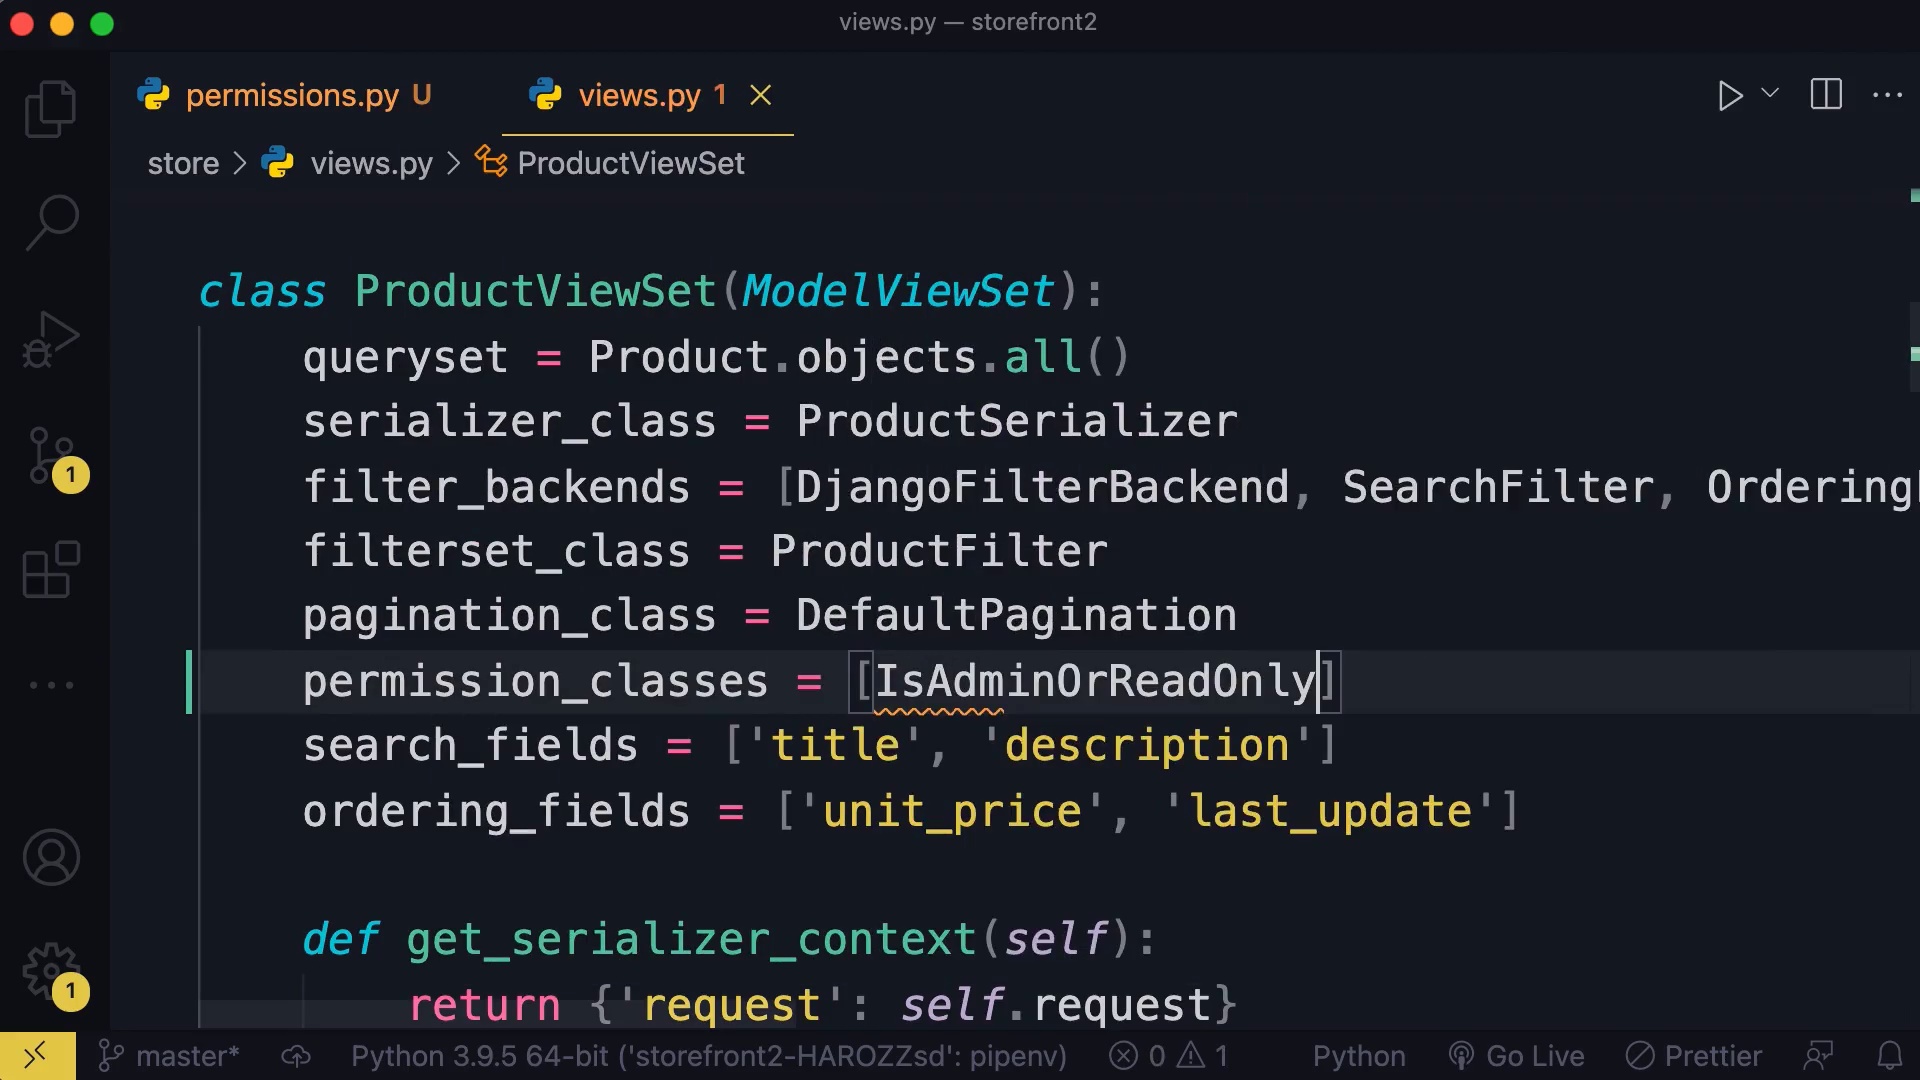 views.py — storefront2
permissions.py U
views.py 1
store > views.py > ProductViewSet
class ProductViewSet(ModelViewSet):
queryset = Product.objects.all()
serializer_class = ProductSerializer
filter_backends = [DjangoFilterBackend, SearchFilter, Ordering
filterset_class = ProductFilter
pagination_class = DefaultPagination
permission_classes = [IsAdminOrReadOnly]
search_fields = ['title', 'description']
ordering_fields = ['unit_price', 'last_update']
def get_serializer_context(self):
return {'request': self.request}
1
1
master* Python 3.9.5 64-bit ('storefront2-HAROZZsd': pipenv) 0 1 Python Go Live Prettier